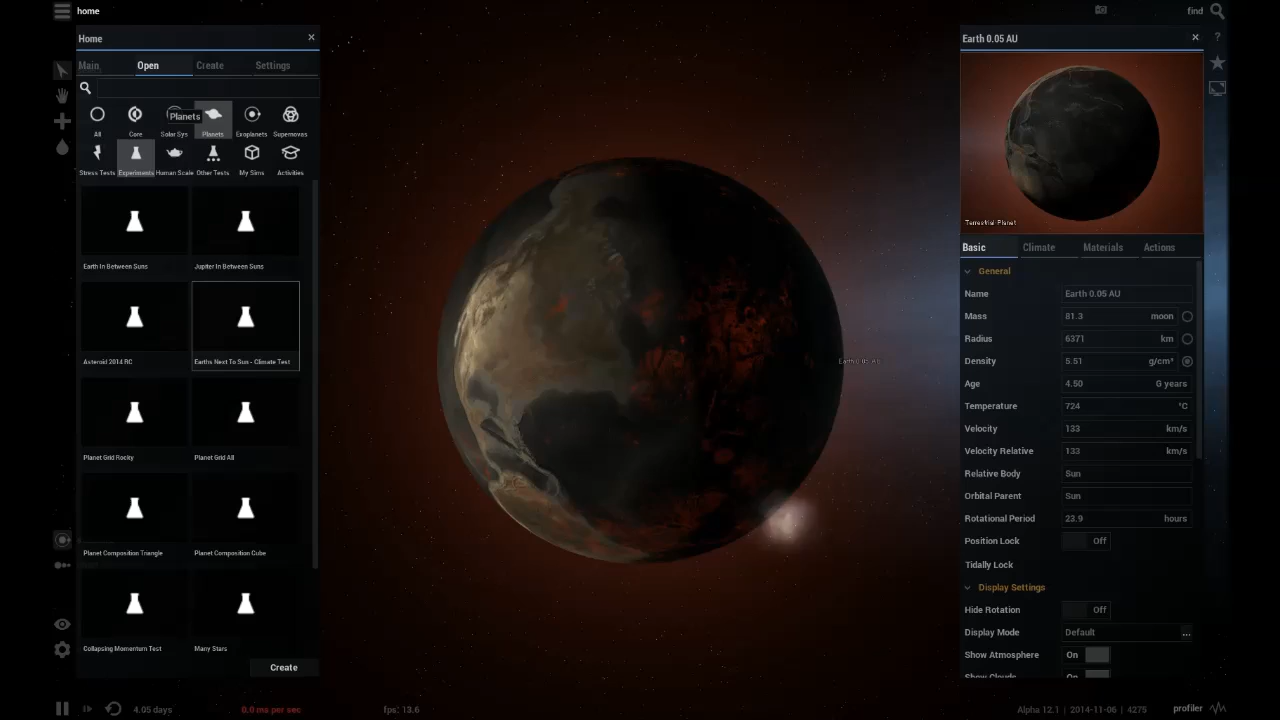 home
find
Home
Earth 0.05 AU
?
Main
Open
Create
Settings
Planets
All
Core
Solar Sys
Planets
Exoplanets
Supernovas
Stress Tests
Experiments
Human Scale
Other Tests
My Sims
Activities
Earth In Between Suns
Jupiter In Between Suns
Asteroid 2014 RC
Earths Next To Sun - Climate Test
Planet Grid Rocky
Planet Grid All
Planet Composition Triangle
Planet Composition Cube
Collapsing Momentum Test
Many Stars
Create
Earth 0.05 AU
Terrestrial Planet
Basic
Climate
Materials
Actions
General
Name
Earth 0.05 AU
Mass
81.3 moon
Radius
6371 km
Density
5.51 g/cm³
Age
4.50 G years
Temperature
724 °C
Velocity
133 km/s
Velocity Relative
133 km/s
Relative Body
Sun
Orbital Parent
Sun
Rotational Period
23.9 hours
Position Lock
Off
Tidally Lock
Display Settings
Hide Rotation
Off
Display Mode
Default ...
Show Atmosphere
On
Show Clouds
On
4.05 days
0.0 ms per sec
fps: 13.6
Alpha 12.1 | 2014-11-06 | 4275
profiler